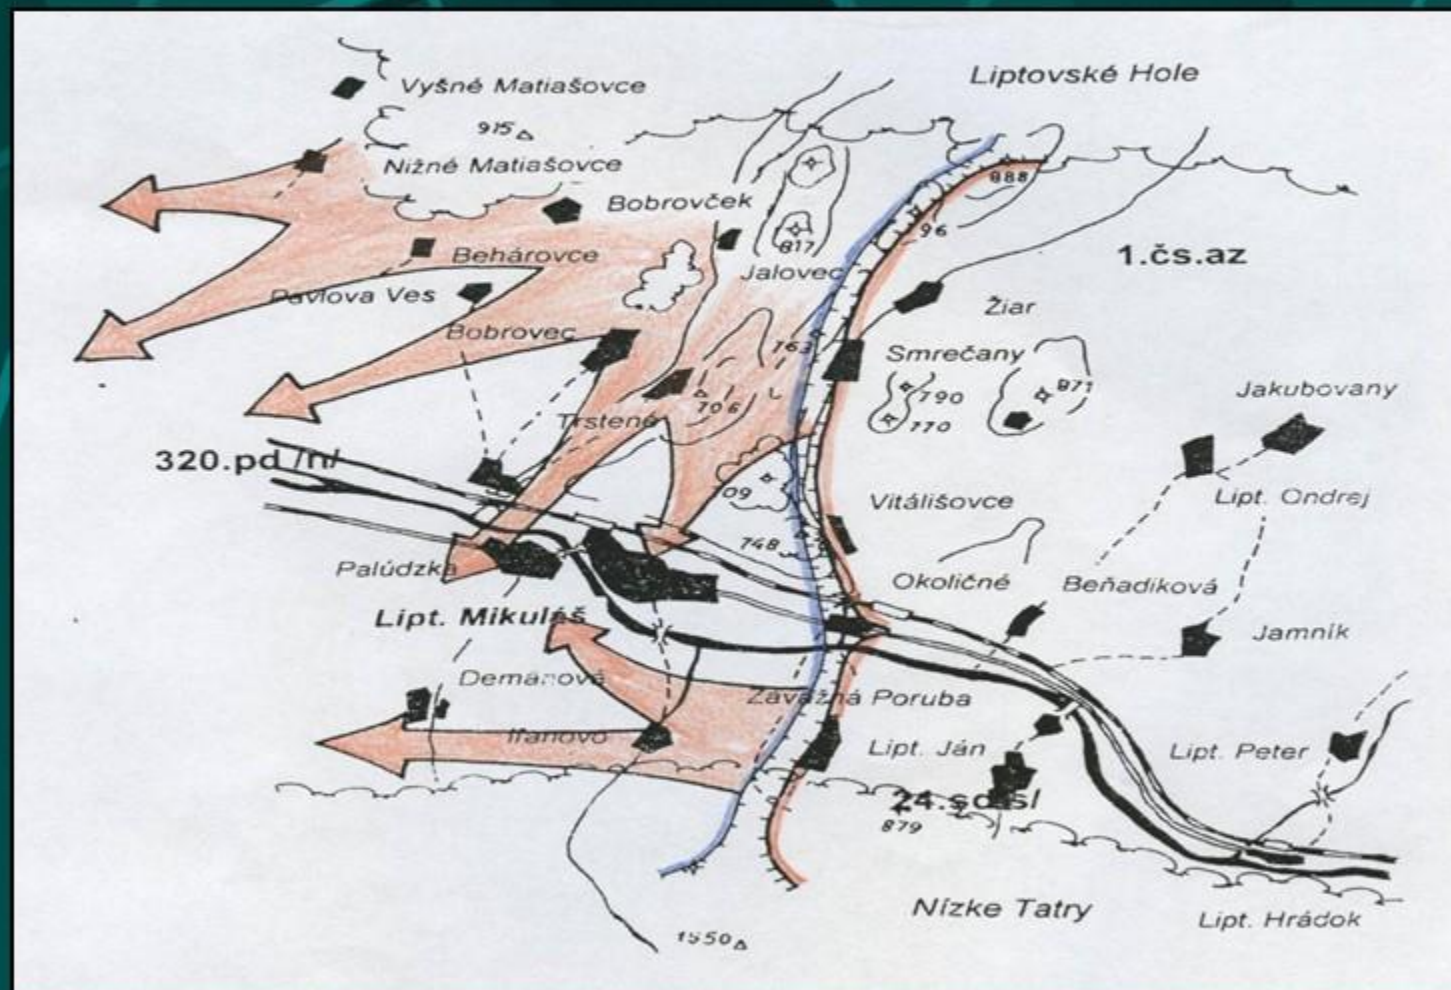 Liptovské Hole
Vyšné Matiašovce
915
Nižné Matiašovce
888
Bobrovček
96
817
Behárovce
1.čs.az
Jalovec
Pavlova Ves
Žiar
Bobrovec
763
Smrečany
871
790
Jakubovany
706
Trstené
770
320.pd /n/
09
Vitálišovce
Lipt. Ondrej
748
Palúdzka
Okoličné
Beňadiková
Lipt. Mikuláš
Jamník
Demänová
Závažná Poruba
Iľanovo
Lipt. Ján
Lipt. Peter
879
Nízke Tatry
Lipt. Hrádok
1550